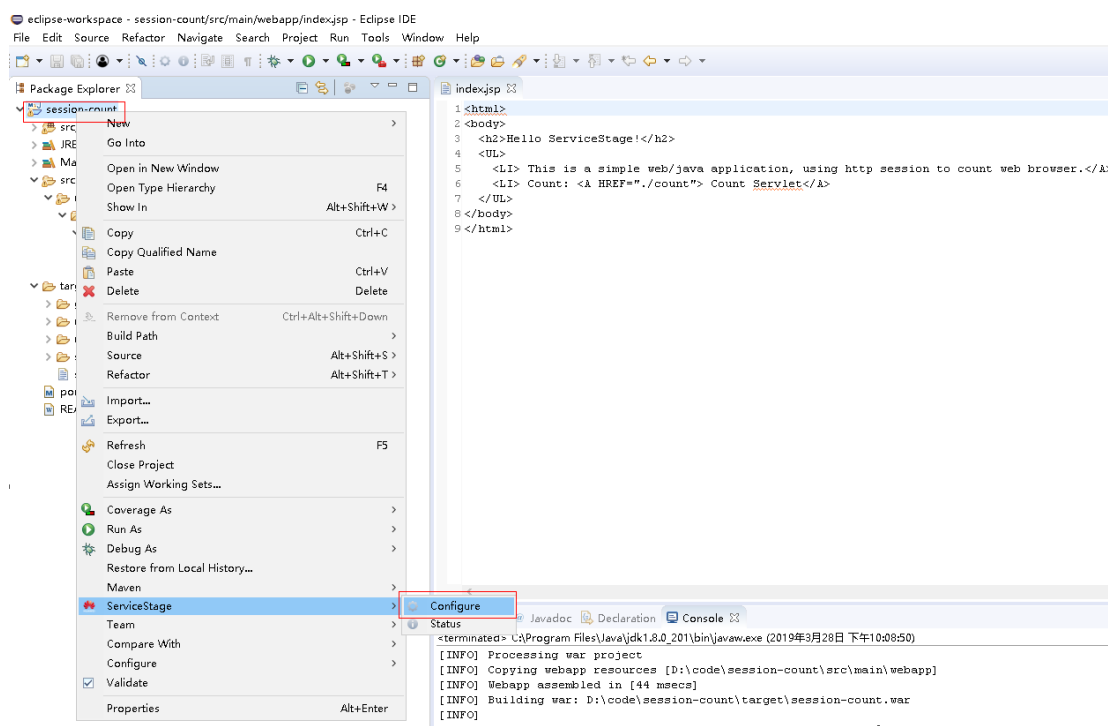 eclipse-workspace - session-count/src/main/webapp/index.jsp - Eclipse IDE
File Edit Source Refactor Navigate Search Project Run Tools Window Help
Package Explorer
session-count
src
JRE
Ma
src
tar
po
REA
New
Go Into
Open in New Window
Open Type Hierarchy F4
Show In Alt+Shift+W >
Copy Ctrl+C
Copy Qualified Name
Paste Ctrl+V
Delete Delete
Remove from Context Ctrl+Alt+Shift+Down
Build Path
Source Alt+Shift+S >
Refactor Alt+Shift+T >
Import...
Export...
Refresh F5
Close Project
Assign Working Sets...
Coverage As
Run As
Debug As
Restore from Local History...
Maven
ServiceStage
Team
Compare With
Configure
Validate
Properties Alt+Enter
Configure
Status
index.jsp
1 <html>
2 <body>
3 <h2>Hello ServiceStage!</h2>
4 <UL>
5 <LI> This is a simple web/java application, using http session to count web browser.</A>
6 <LI> Count: <A HREF="./count"> Count Servlet</A>
7 </UL>
8 </body>
9 </html>
Javadoc Declaration Console
<terminated> C:\Program Files\Java\jdk1.8.0_201\bin\javaw.exe (2019年3月28日 下午10:08:50)
[INFO] Processing war project
[INFO] Copying webapp resources [D:\code\session-count\src\main\webapp]
[INFO] Webapp assembled in [44 msecs]
[INFO] Building war: D:\code\session-count\target\session-count.war
[INFO]